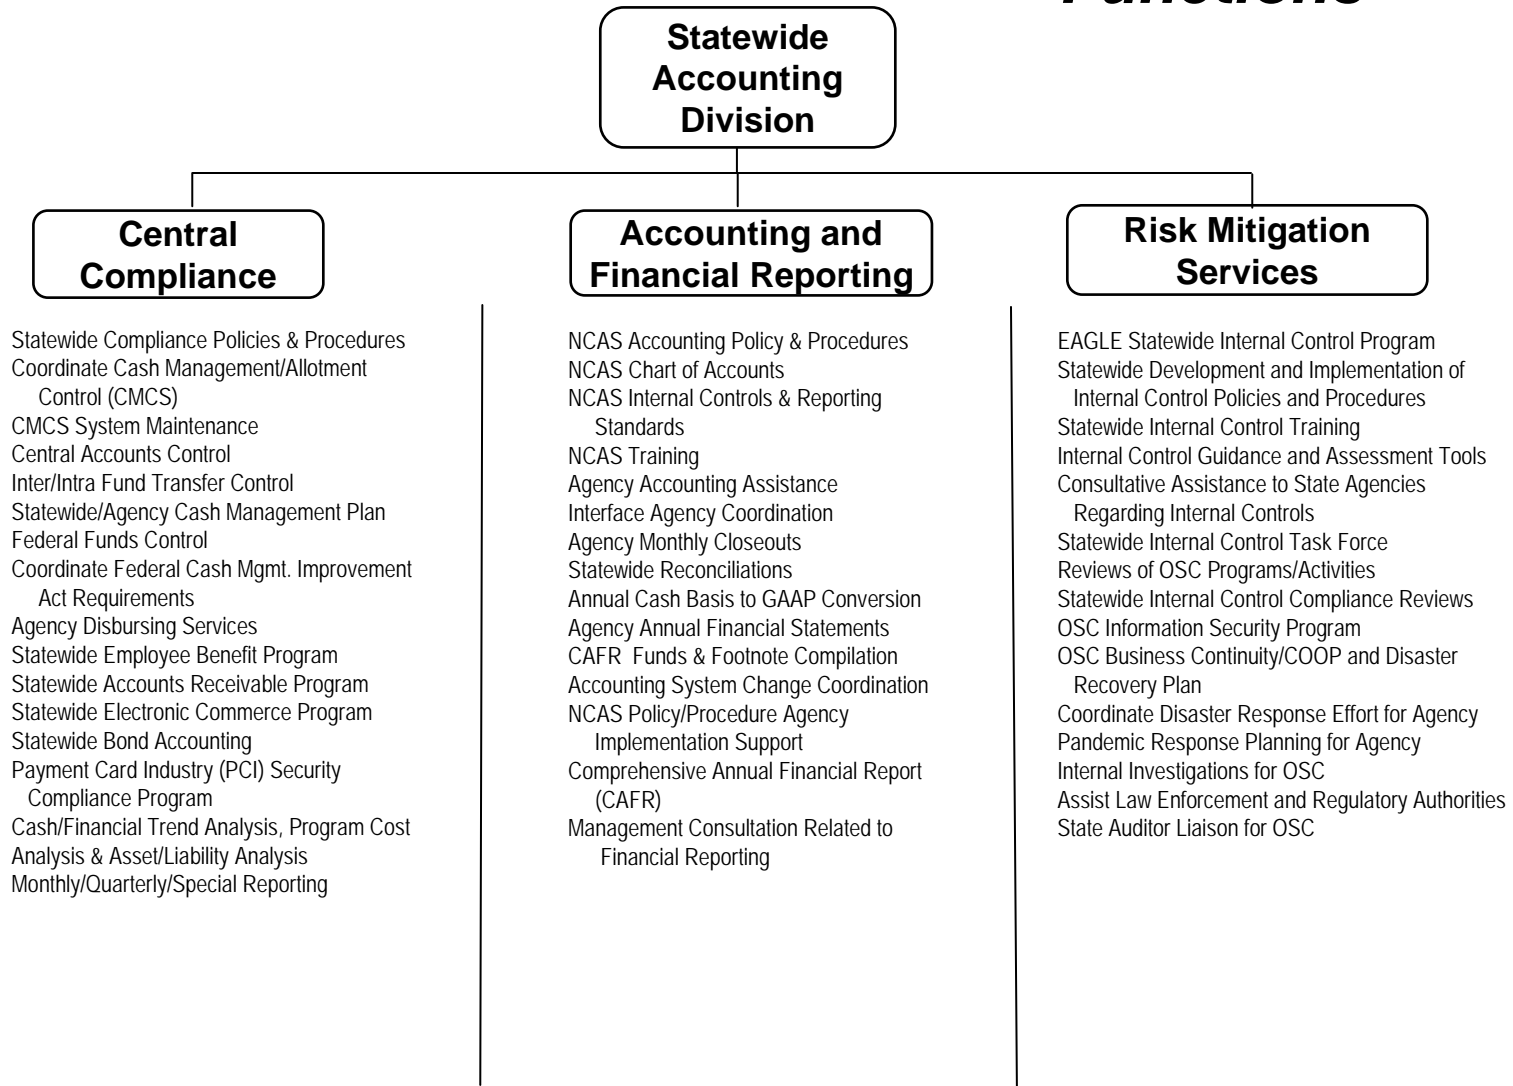 Functions
Statewide
Accounting
Division
Central
Compliance
Statewide Compliance Policies & Procedures
Coordinate Cash Management/Allotment
Control (CMCS)
CMCS System Maintenance
Central Accounts Control
Inter/Intra Fund Transfer Control
Statewide/Agency Cash Management Plan
Federal Funds Control
Coordinate Federal Cash Mgmt. Improvement
Act Requirements
Agency Disbursing Services
Statewide Employee Benefit Program
Statewide Accounts Receivable Program
Statewide Electronic Commerce Program
Statewide Bond Accounting
Payment Card Industry (PCI) Security
Compliance Program
Cash/Financial Trend Analysis, Program Cost
Analysis & Asset/Liability Analysis
Monthly/Quarterly/Special Reporting
Accounting and
Financial Reporting
NCAS Accounting Policy & Procedures
NCAS Chart of Accounts
NCAS Internal Controls & Reporting
Standards
NCAS Training
Agency Accounting Assistance
Interface Agency Coordination
Agency Monthly Closeouts
Statewide Reconciliations
Annual Cash Basis to GAAP Conversion
Agency Annual Financial Statements
CAFR Funds & Footnote Compilation
Accounting System Change Coordination
NCAS Policy/Procedure Agency
Implementation Support
Comprehensive Annual Financial Report
(CAFR)
Management Consultation Related to
Financial Reporting
Risk Mitigation
Services
EAGLE Statewide Internal Control Program
Statewide Development and Implementation of
Internal Control Policies and Procedures
Statewide Internal Control Training
Internal Control Guidance and Assessment Tools
Consultative Assistance to State Agencies
Regarding Internal Controls
Statewide Internal Control Task Force
Reviews of OSC Programs/Activities
Statewide Internal Control Compliance Reviews
OSC Information Security Program
OSC Business Continuity/COOP and Disaster
Recovery Plan
Coordinate Disaster Response Effort for Agency
Pandemic Response Planning for Agency
Internal Investigations for OSC
Assist Law Enforcement and Regulatory Authorities
State Auditor Liaison for OSC